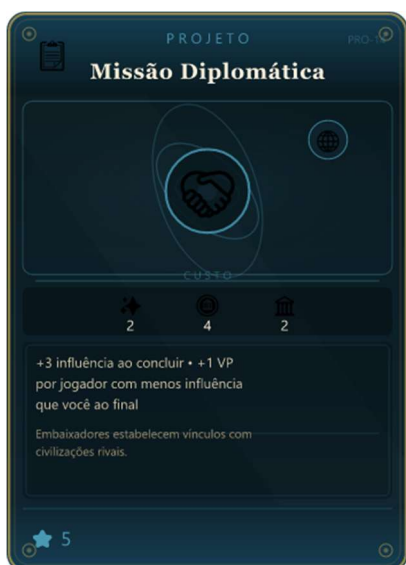 PROJETO
Missão Diplomática
CUSTO
2 4 2
+3 influência ao concluir • +1 VP
por jogador com menos influência
que você ao final
Embaixadores estabelecem vínculos com
civilizações rivais.
5